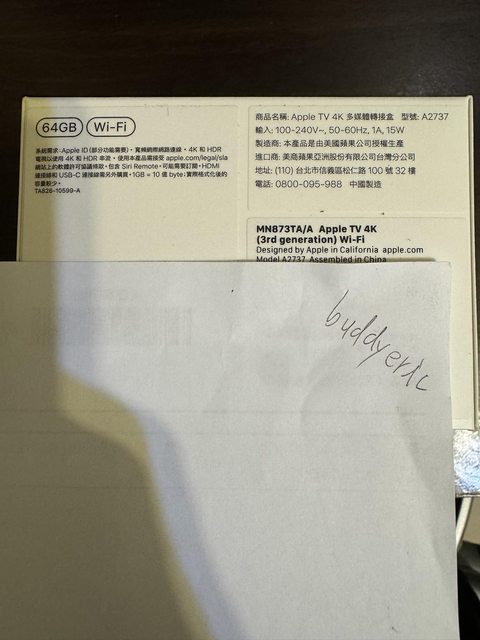 64GB Wi-Fi
系統需求:Apple ID (部分功能需要)、寬頻網際網路連線。4K 和 HDR
電視以使用 4K 和 HDR 串流。使用本產品需接受 apple.com/legal/sla
網站上的軟體許可協議條款。包含 Siri Remote。可能需要訂閱。HDMI
連接線和 USB-C 連接線需另外購買。1GB = 10 億 byte;實際格式化後的
容量較少。
TA826-10599-A
商品名稱: Apple TV 4K 多媒體轉接盒 型號: A2737
輸入: 100-240V~, 50-60Hz, 1A, 15W
製造商: 本產品是由美國蘋果公司授權生產
進口商: 美商蘋果亞洲股份有限公司台灣分公司
地址: (110) 台北市信義區松仁路 100 號 32 樓
電話: 0800-095-988 中國製造
MN873TA/A Apple TV 4K
(3rd generation) Wi-Fi
Designed by Apple in California apple.com
Model A2737 Assembled in China
buddyeric